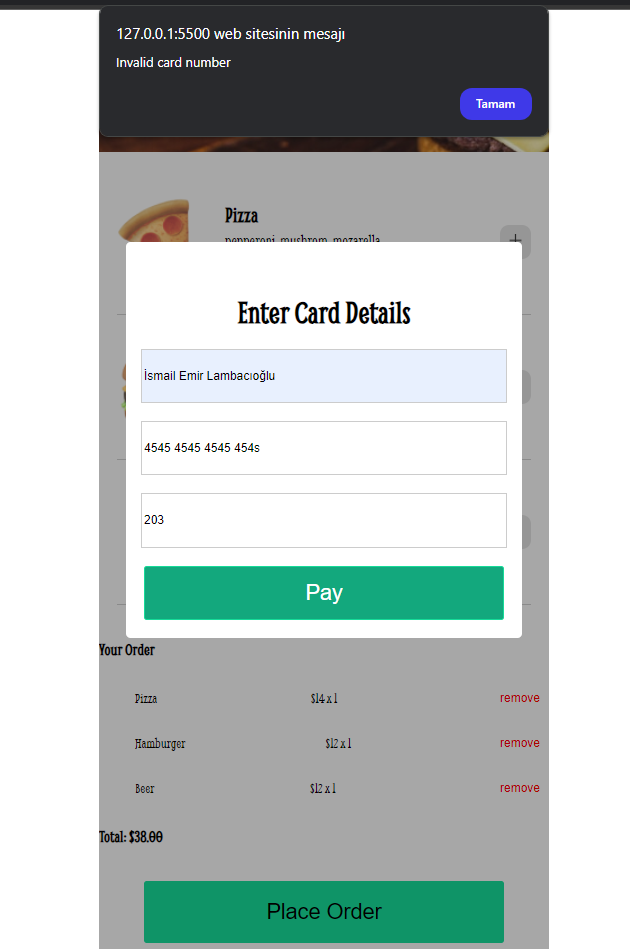 127.0.0.1:5500 web sitesinin mesajı
Invalid card number
Tamam
Pizza
pepperoni, mushrom, mozarella
+
Enter Card Details
İsmail Emir Lambacıoğlu
4545 4545 4545 454s
203
Pay
Your Order
Pizza $14 x 1 remove
Hamburger $12 x 1 remove
Beer $12 x 1 remove
Total: $38.00
Place Order